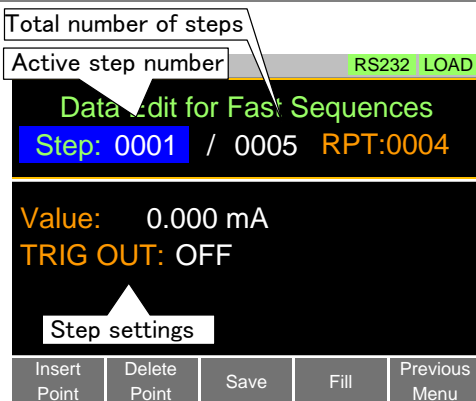 Total number of steps
Active step number
RS232 LOAD
Data Edit for Fast Sequences
Step: 0001 / 0005 RPT:0004
Value: 0.000 mA
TRIG OUT: OFF
Step settings
Insert Point
Delete Point
Save
Fill
Previous Menu